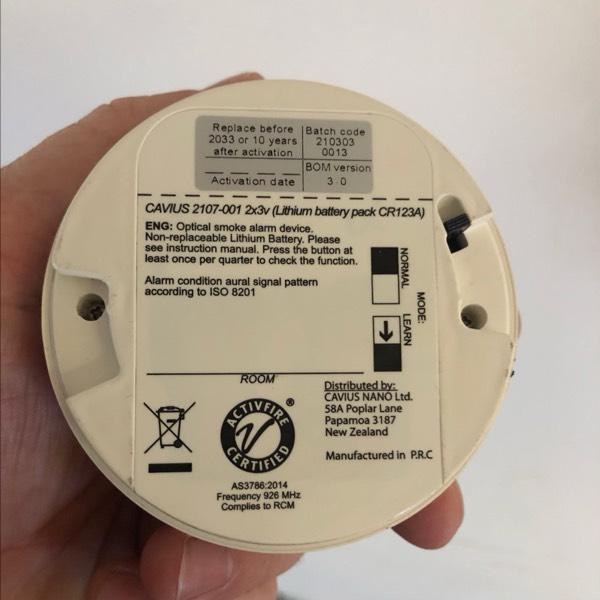 Replace before
2033 or 10 years
after activation
Activation date
Batch code
210303
0013
BOM version
3.0
CAVIUS 2107-001 2x3v (Lithium battery pack CR123A)
ENG: Optical smoke alarm device.
Non-replaceable Lithium Battery. Please
see instruction manual. Press the button at
least once per quarter to check the function.
Alarm condition aural signal pattern
according to ISO 8201
NORMAL
MODE:
LEARN
ROOM
ACTIVFIRE
®
CERTIFIED
AS3786:2014
Frequency 926 MHz
Complies to RCM
Distributed by:
CAVIUS NANO Ltd.
58A Poplar Lane
Papamoa 3187
New Zealand
Manufactured in P.R.C